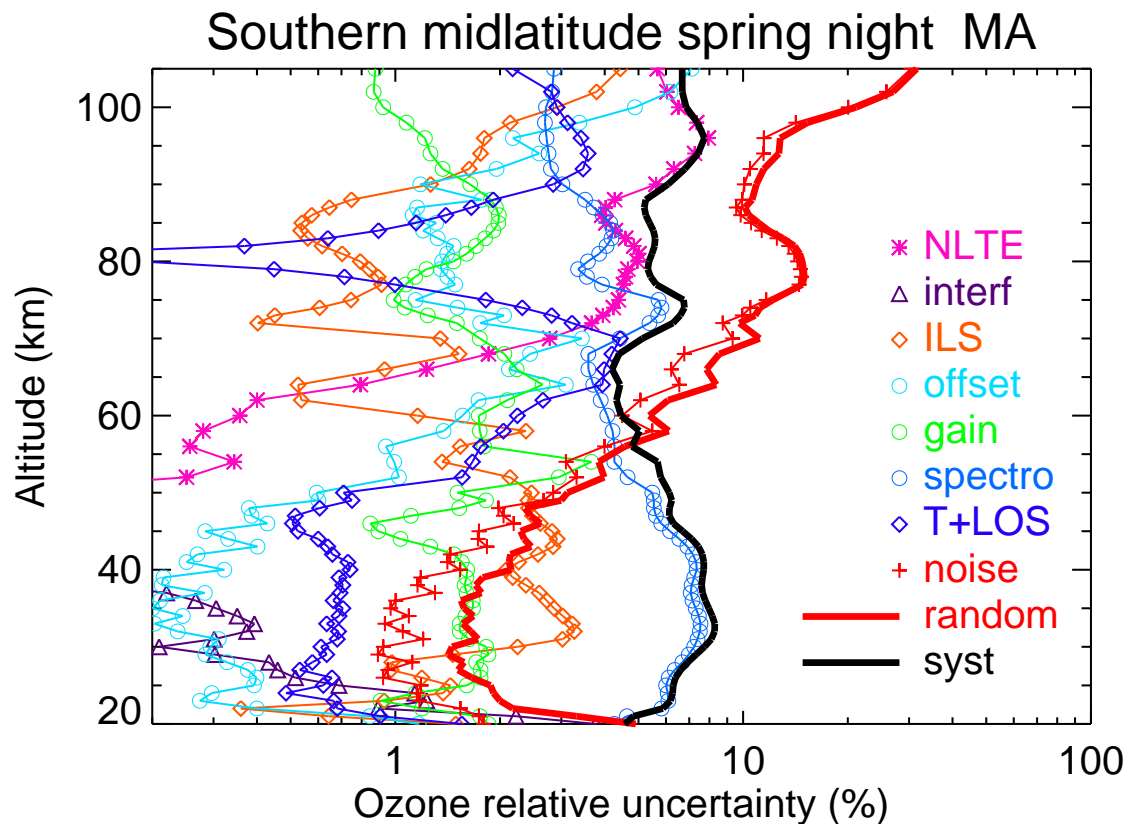 Southern midlatitude spring night MA
100
80
60
40
20
Altitude (km)
NLTE
interf
ILS
offset
gain
spectro
T+LOS
noise
random
syst
1
10
100
Ozone relative uncertainty (%)